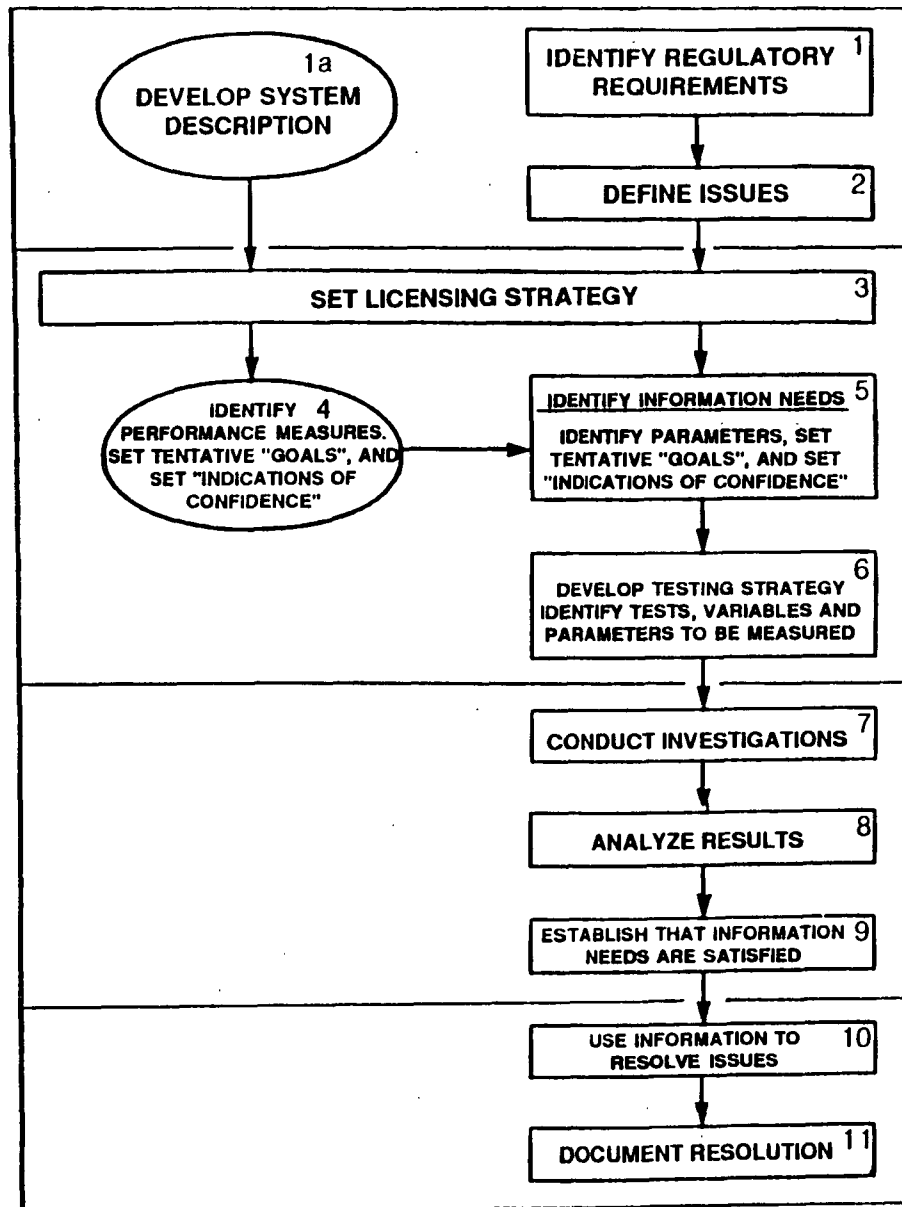 1a
DEVELOP SYSTEM
DESCRIPTION
1
IDENTIFY REGULATORY
REQUIREMENTS
2
DEFINE ISSUES
3
SET LICENSING STRATEGY
IDENTIFY 4
PERFORMANCE MEASURES.
SET TENTATIVE "GOALS", AND
SET "INDICATIONS OF
CONFIDENCE"
5
IDENTIFY INFORMATION NEEDS
IDENTIFY PARAMETERS, SET
TENTATIVE "GOALS", AND SET
"INDICATIONS OF CONFIDENCE"
6
DEVELOP TESTING STRATEGY
IDENTIFY TESTS, VARIABLES AND
PARAMETERS TO BE MEASURED
7
CONDUCT INVESTIGATIONS
8
ANALYZE RESULTS
ESTABLISH THAT INFORMATION 9
NEEDS ARE SATISFIED
USE INFORMATION TO 10
RESOLVE ISSUES
DOCUMENT RESOLUTION 11